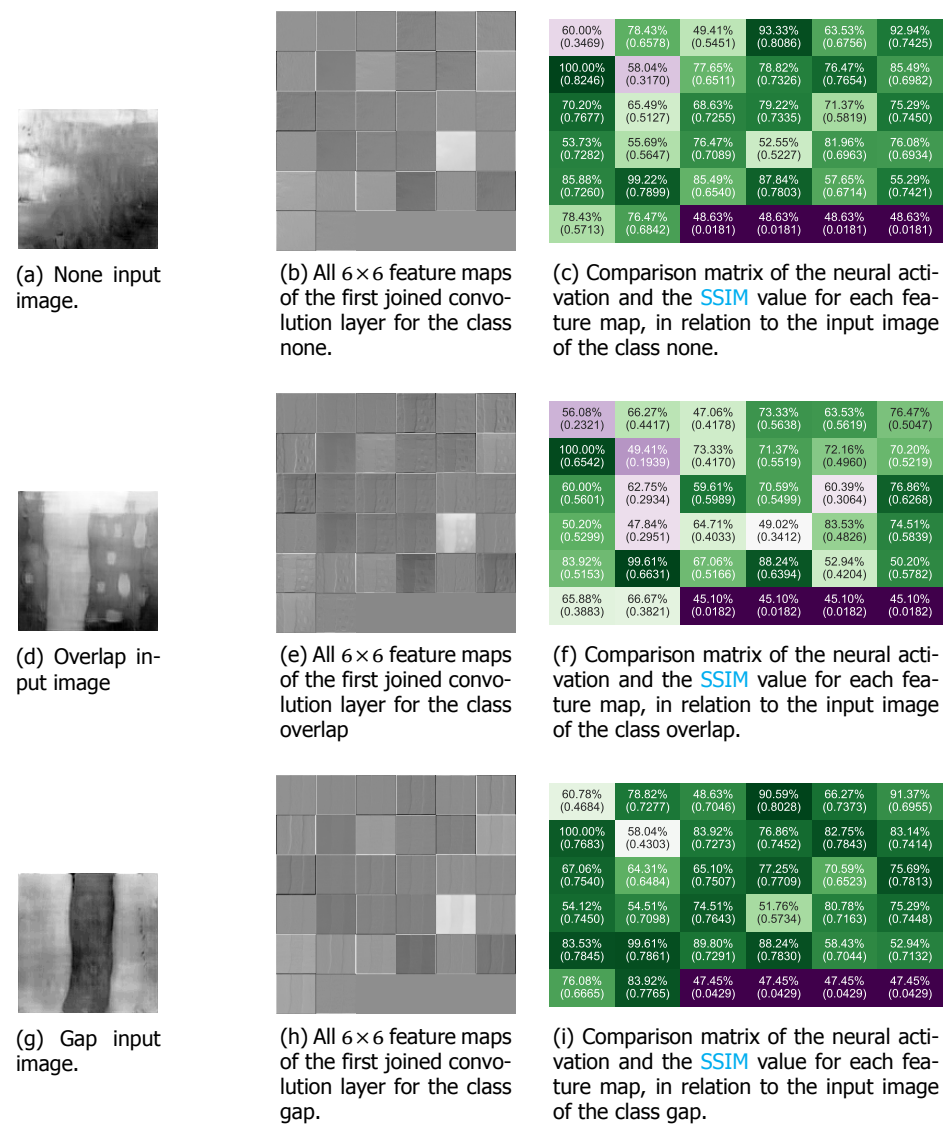 60.00% 78.43% 49.41% 93.33% 63.53% 92.94%
(0.3469) (0.6578) (0.5451) (0.8086) (0.6756) (0.7425)
100.00% 58.04% 77.65% 78.82% 76.47% 85.49%
(0.8246) (0.3170) (0.6511) (0.7326) (0.7654) (0.6982)
70.20% 65.49% 68.63% 79.22% 71.37% 75.29%
(0.7677) (0.5127) (0.7255) (0.7335) (0.5819) (0.7450)
53.73% 55.69% 76.47% 52.55% 81.96% 76.08%
(0.7282) (0.5647) (0.7089) (0.5227) (0.6963) (0.6934)
85.88% 99.22% 85.49% 87.84% 57.65% 55.29%
(0.7260) (0.7899) (0.6540) (0.7803) (0.6714) (0.7421)
78.43% 76.47% 48.63% 48.63% 48.63% 48.63%
(0.5713) (0.6842) (0.0181) (0.0181) (0.0181) (0.0181)
(a) None input
image.
(b) All 6×6 feature maps
of the first joined convo-
lution layer for the class
none.
(c) Comparison matrix of the neural acti-
vation and the SSIM value for each fea-
ture map, in relation to the input image
of the class none.
56.08% 66.27% 47.06% 73.33% 63.53% 76.47%
(0.2321) (0.4417) (0.4178) (0.5638) (0.5619) (0.5047)
100.00% 49.41% 73.33% 71.37% 72.16% 70.20%
(0.6542) (0.1939) (0.4170) (0.5519) (0.4960) (0.5219)
60.00% 62.75% 59.61% 70.59% 60.39% 76.86%
(0.5601) (0.2934) (0.5989) (0.5499) (0.3064) (0.6268)
50.20% 47.84% 64.71% 49.02% 83.53% 74.51%
(0.5299) (0.2951) (0.4033) (0.3412) (0.4826) (0.5839)
83.92% 99.61% 67.06% 88.24% 52.94% 50.20%
(0.5153) (0.6631) (0.5166) (0.6394) (0.4204) (0.5782)
65.88% 66.67% 45.10% 45.10% 45.10% 45.10%
(0.3883) (0.3821) (0.0182) (0.0182) (0.0182) (0.0182)
(d) Overlap in-
put image
(e) All 6×6 feature maps
of the first joined convo-
lution layer for the class
overlap
(f) Comparison matrix of the neural acti-
vation and the SSIM value for each fea-
ture map, in relation to the input image
of the class overlap.
60.78% 78.82% 48.63% 90.59% 66.27% 91.37%
(0.4684) (0.7277) (0.7046) (0.8028) (0.7373) (0.6955)
100.00% 58.04% 83.92% 76.86% 82.75% 83.14%
(0.7683) (0.4303) (0.7273) (0.7452) (0.7843) (0.7414)
67.06% 64.31% 65.10% 77.25% 70.59% 75.69%
(0.7540) (0.6484) (0.7507) (0.7709) (0.6523) (0.7813)
54.12% 54.51% 74.51% 51.76% 80.78% 75.29%
(0.7450) (0.7098) (0.7643) (0.5734) (0.7163) (0.7448)
83.53% 99.61% 89.80% 88.24% 58.43% 52.94%
(0.7845) (0.7861) (0.7291) (0.7830) (0.7044) (0.7132)
76.08% 83.92% 47.45% 47.45% 47.45% 47.45%
(0.6665) (0.7765) (0.0429) (0.0429) (0.0429) (0.0429)
(g) Gap input
image.
(h) All 6×6 feature maps
of the first joined convo-
lution layer for the class
gap.
(i) Comparison matrix of the neural acti-
vation and the SSIM value for each fea-
ture map, in relation to the input image
of the class gap.